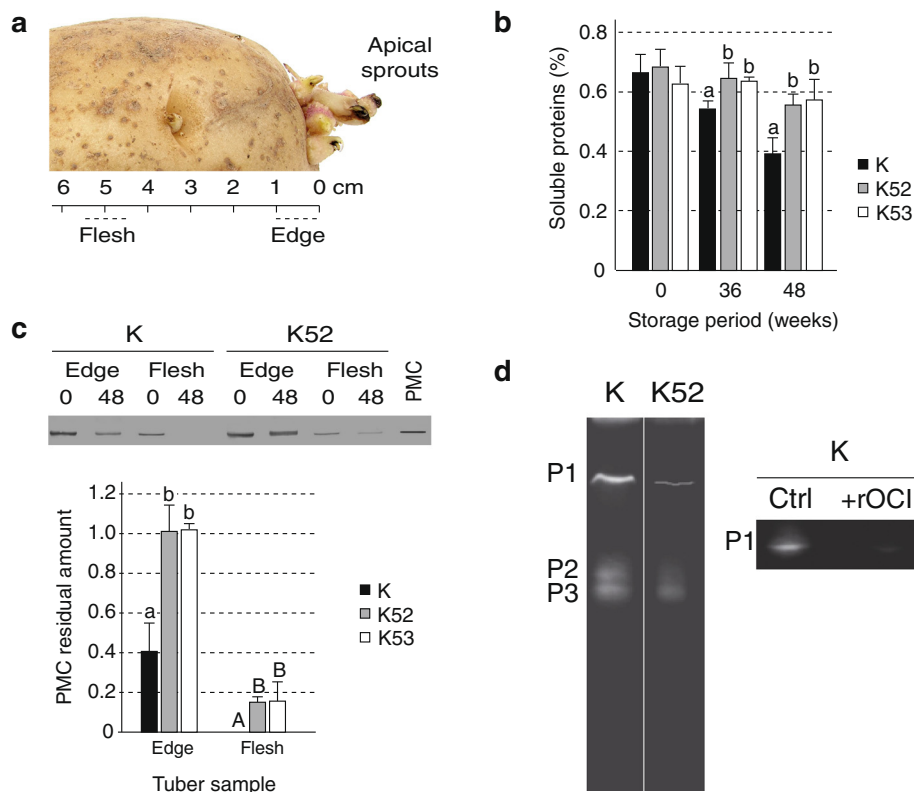 a
Apical
sprouts
6 5 4 3 2 1 0 cm
Flesh Edge
b
Soluble proteins (%)
0.8
0.6
0.4
0.2
0
a b b
a b b
0 36 48
Storage period (weeks)
K
K52
K53
c
K K52
Edge Flesh Edge Flesh PMC
0 48 0 48 0 48 0 48
PMC residual amount
1.2
1.0
0.8
0.6
0.4
0.2
0
a b b
A B B
Edge Flesh
Tuber sample
K
K52
K53
d
K K52
P1
P2
P3
K
Ctrl +rOCI
P1